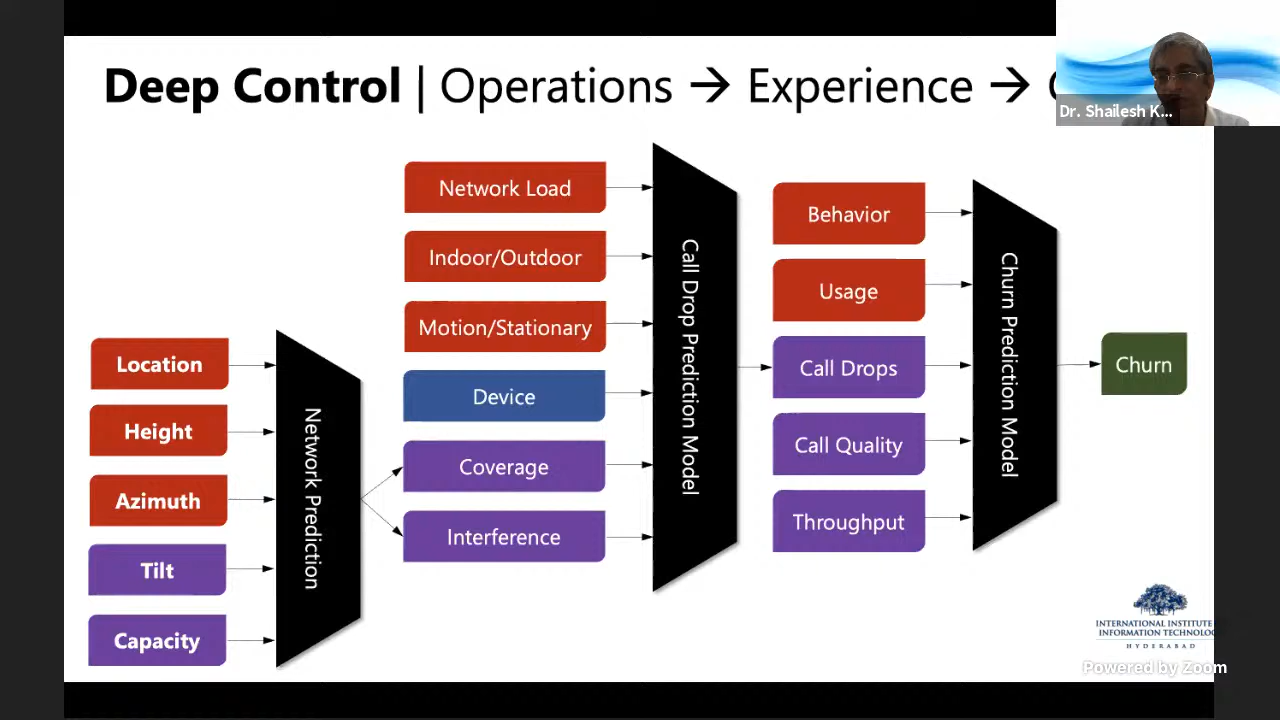 Deep Control | Operations → Experience →
Dr. Shailesh K...
Network Load
Indoor/Outdoor
Motion/Stationary
Device
Coverage
Interference
Location
Height
Azimuth
Tilt
Capacity
Network Prediction
Call Drop Prediction Model
Behavior
Usage
Call Drops
Call Quality
Throughput
Churn Prediction Model
Churn
INTERNATIONAL INSTITUTE
INFORMATION
HYDERABAD
Powered by Zoom